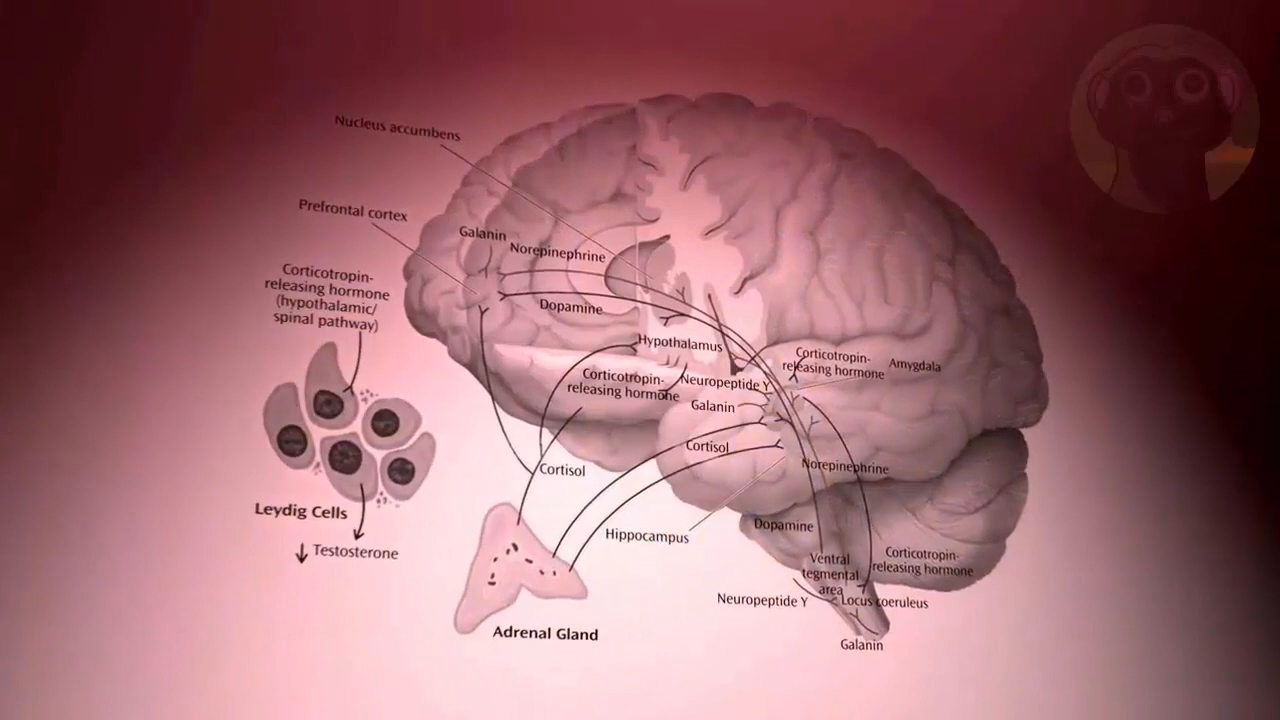 Nucleus accumbens
Prefrontal cortex
Galanin
Norepinephrine
Corticotropin-
releasing hormone
(hypothalamic/
spinal pathway)
Dopamine
Hypothalamus
Corticotropin-
releasing hormone
Amygdala
Corticotropin-
releasing hormone
Neuropeptide Y
Galanin
Cortisol
Cortisol
Norepinephrine
Leydig Cells
Testosterone
Hippocampus
Dopamine
Ventral
tegmental
area
Corticotropin-
releasing hormone
Neuropeptide Y
Locus coeruleus
Adrenal Gland
Galanin